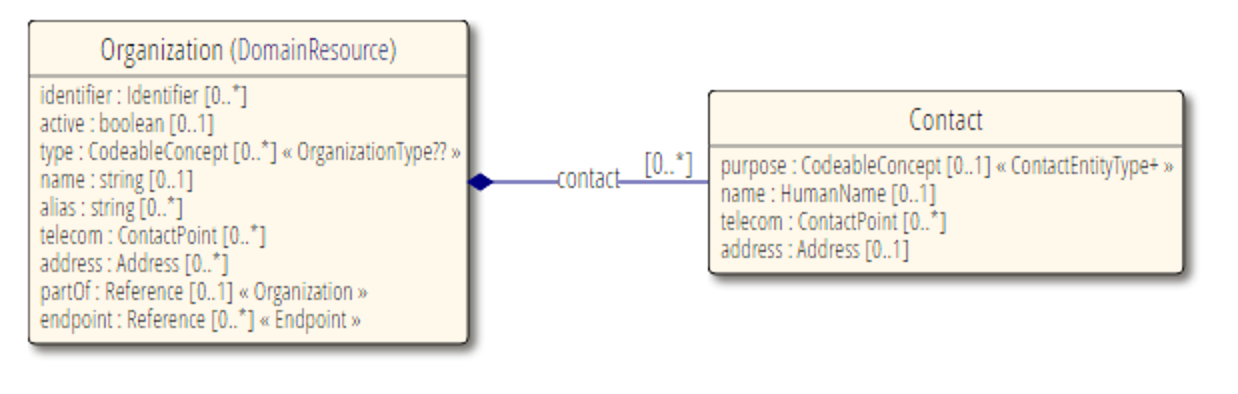 Organization (DomainResource)
identifier : Identifier [0..*]
active : boolean [0..1]
type : CodeableConcept [0..*] « OrganizationType?? »
name : string [0..1]
alias : string [0..*]
telecom : ContactPoint [0..*]
address : Address [0..*]
partOf : Reference [0..1] « Organization »
endpoint : Reference [0..*] « Endpoint »
contact
[0..*]
Contact
purpose : CodeableConcept [0..1] « ContactEntityType+ »
name : HumanName [0..1]
telecom : ContactPoint [0..*]
address : Address [0..1]